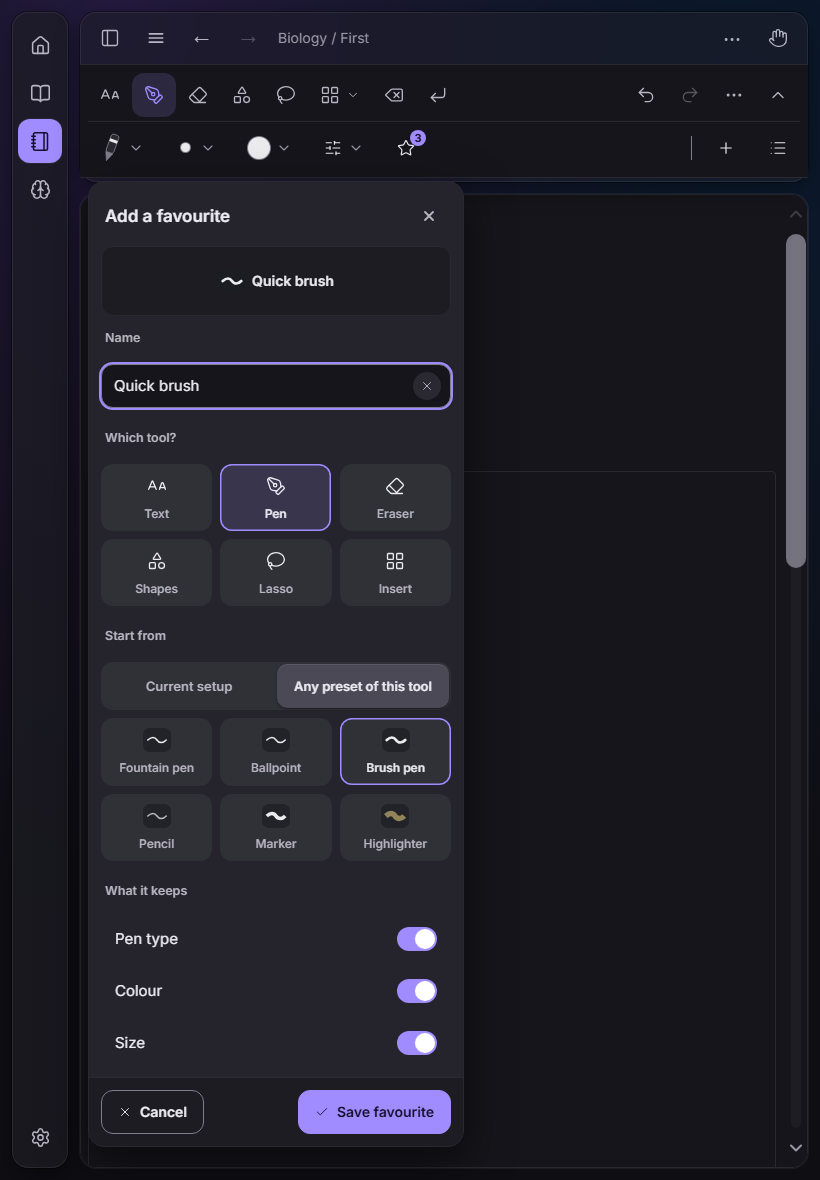 Biology / First
AA
3
Add a favourite
Quick brush
Name
Quick brush
Which tool?
AA
Text
Pen
Eraser
Shapes
Lasso
Insert
Start from
Current setup
Any preset of this tool
Fountain pen
Ballpoint
Brush pen
Pencil
Marker
Highlighter
What it keeps
Pen type
Colour
Size
Cancel
Save favourite